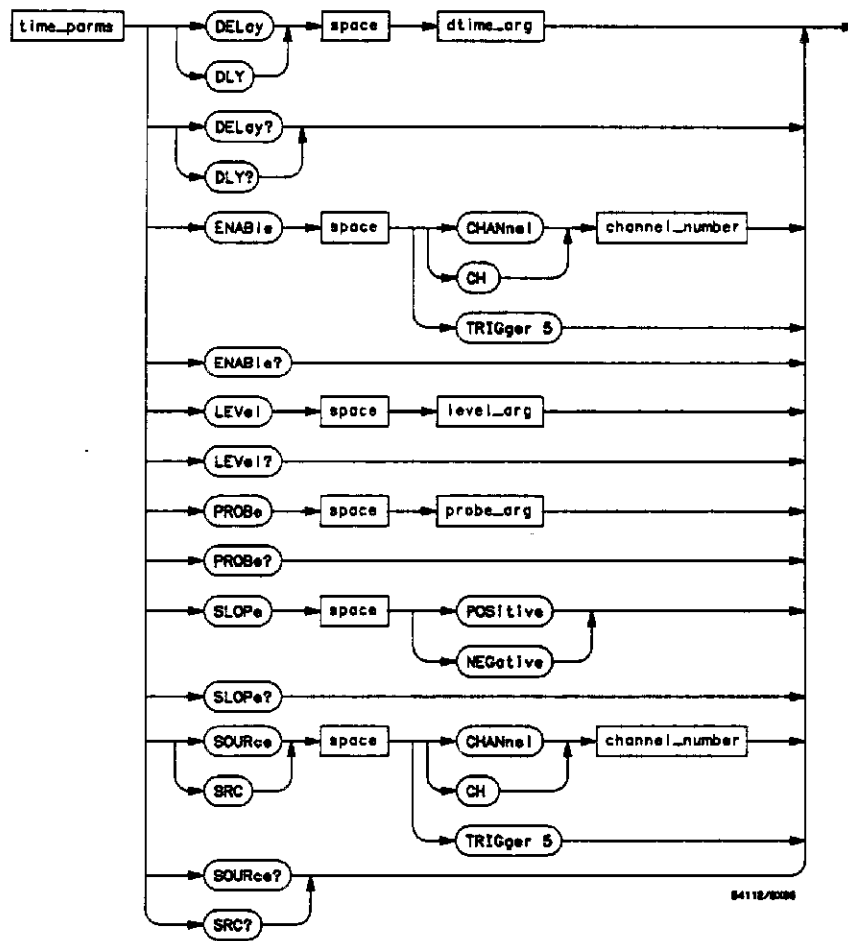 time_parms DELay space dtime_arg
DLY
DELay?
DLY?
ENABle space CHANnel channel_number
CH
TRIGger 5
ENABle?
LEVel space level_arg
LEVel?
PROBe space probe_arg
PROBe?
SLOPe space POSitive
NEGative
SLOPe?
SOURce space CHANnel channel_number
SRC CH
TRIGger 5
SOURce?
SRC?